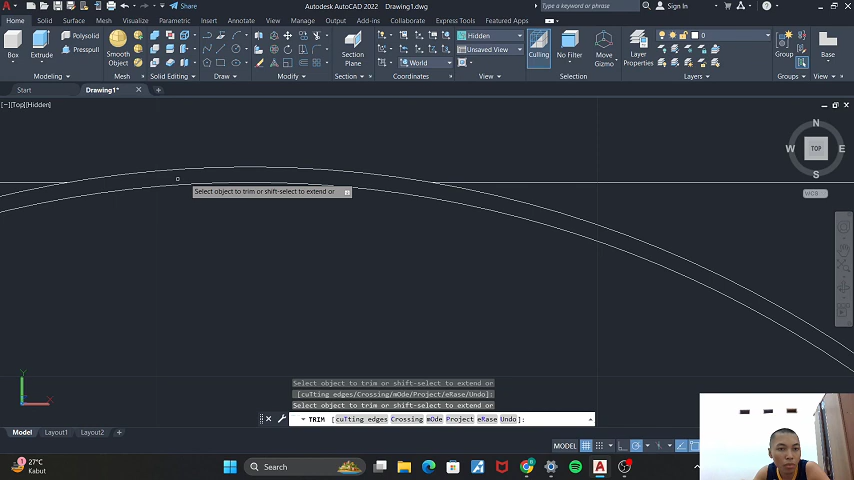 Share
Autodesk AutoCAD 2022 Drawing1.dwg
Type a keyword or phrase
Sign In
Home Solid Surface Mesh Visualize Parametric Insert Annotate View Manage Output Add-ins Collaborate Express Tools Featured Apps
Box
Extrude
Polysolid
Presspull
Smooth
Object
Section
Plane
World
Hidden
Unsaved View
Culling
No Filter
Move
Gizmo
Layer
Properties
0
Group
Base
Modeling Mesh Solid Editing Draw Modify Section Coordinates View Selection Layers Groups View
Start Drawing1*
[−][Top][Hidden]
N
W TOP E
S
WCS
Select object to trim or shift-select to extend or
Y
X
Select object to trim or shift-select to extend or
[cuTting edges/Crossing/mOde/Project/eRase/Undo]:
Select object to trim or shift-select to extend or
TRIM [cuTting edges Crossing mOde Project eRase Undo]:
Model Layout1 Layout2
MODEL
27°C
Kabut
Search